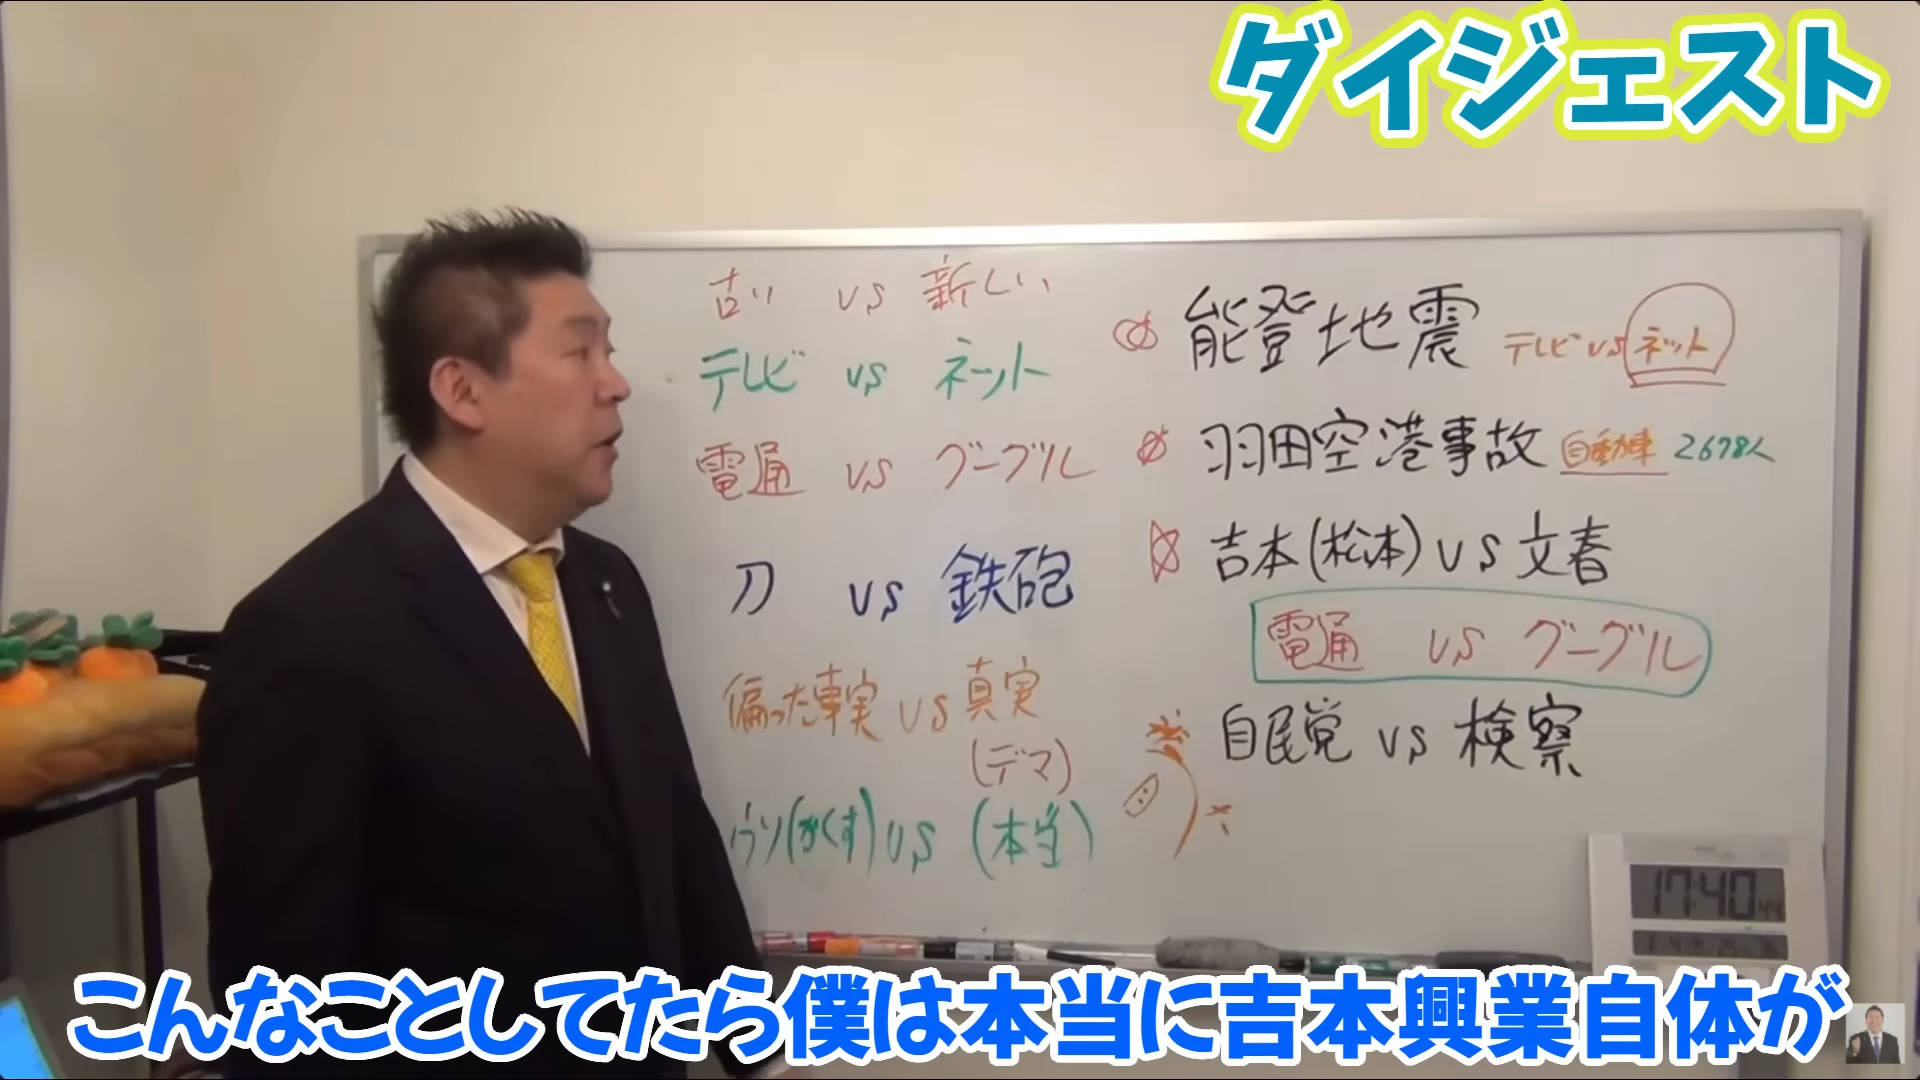 ダイジェスト
古い vs 新しい
テレビ vs ネット
電通 vs グーグル
刀 vs 鉄砲
偏った事実 vs 真実
(デマ)
ウソ(かくす) vs (本当)
能登地震 テレビ vs ネット
羽田空港事故 自動車 2678人
吉本(松本) vs 文春
電通 vs グーグル
自民党 vs 検察
17:40
こんなことしてたら僕は本当に吉本興業自体が